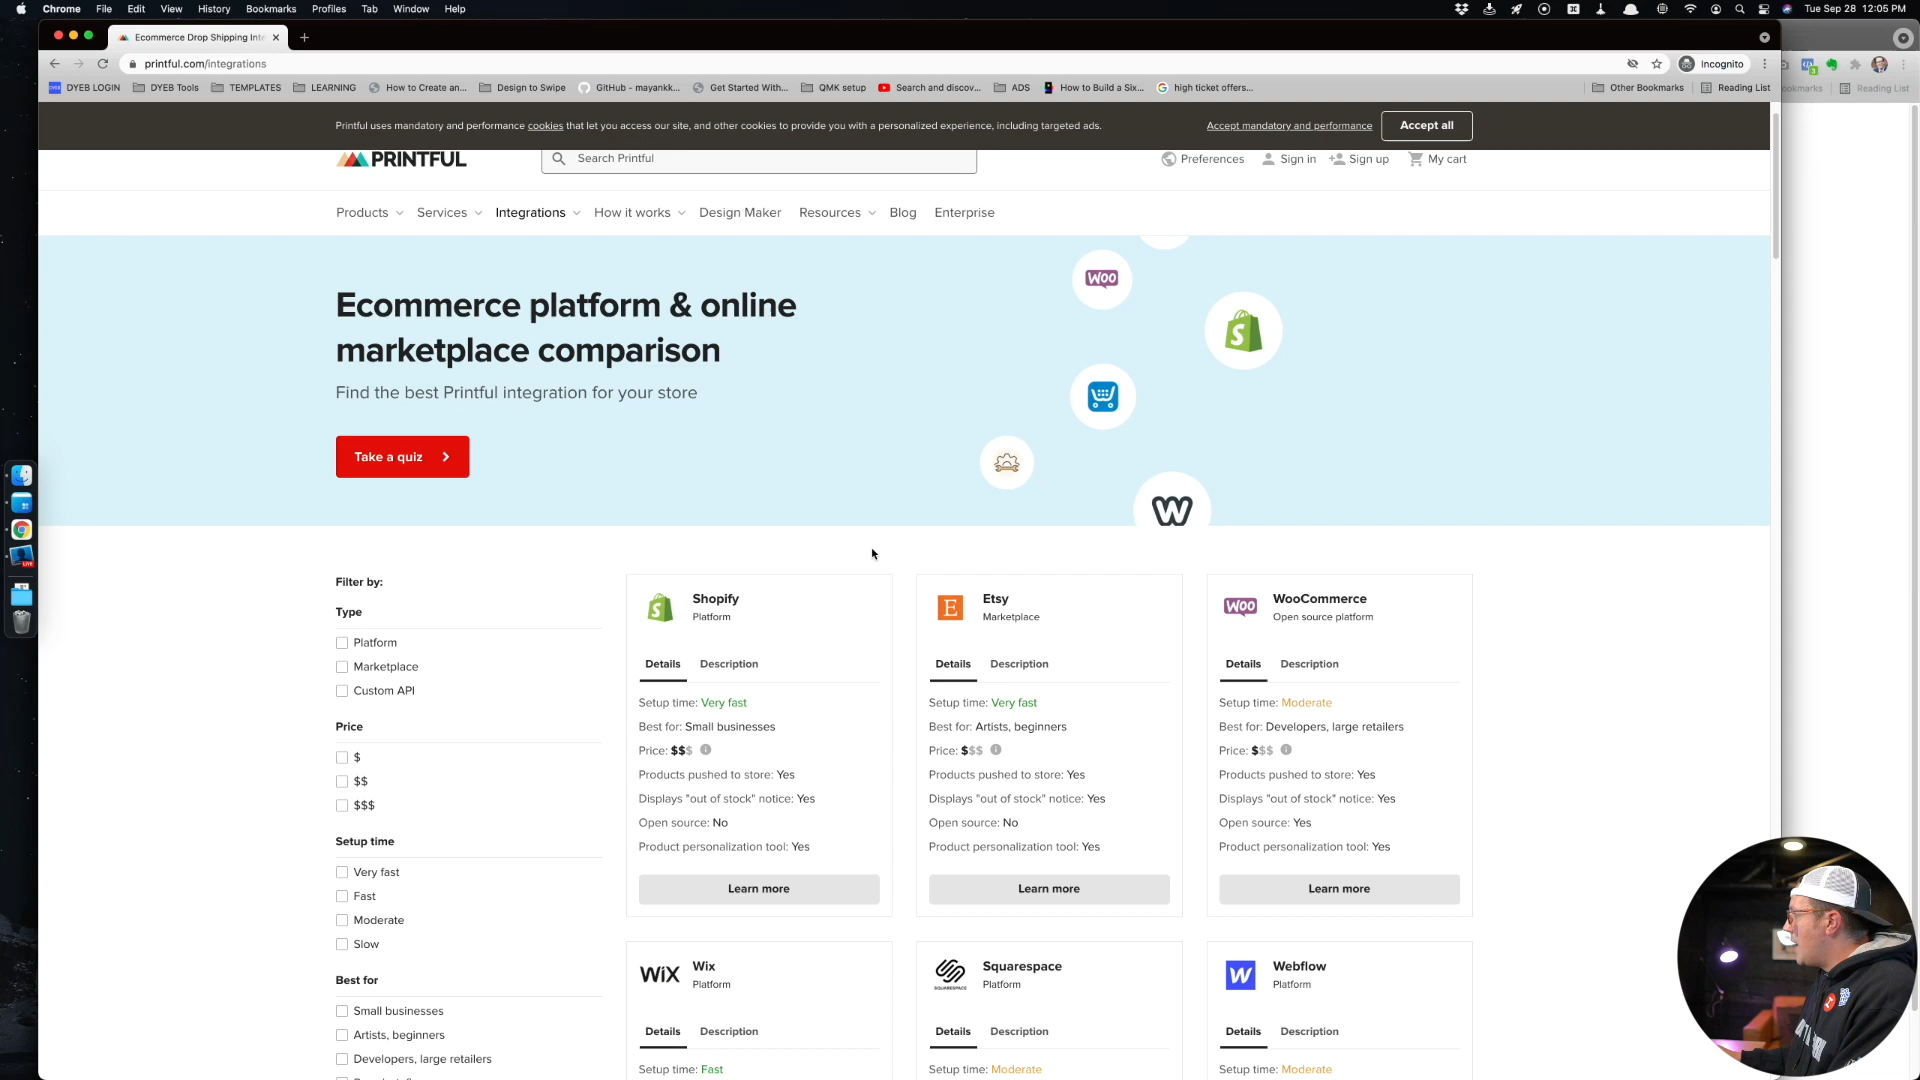 Chrome File Edit View History Bookmarks Profiles Tab Window Help
Tue Sep 28 12:05 PM
Ecommerce Drop Shipping Inte
printful.com/integrations
Incognito
DYEB LOGIN DYEB Tools TEMPLATES LEARNING How to Create an... Design to Swipe GitHub - mayankk... Get Started With... QMK setup Search and discov... ADS How to Build a Six... high ticket offers... Other Bookmarks Reading List
Reading List
Printful uses mandatory and performance cookies that let you access our site, and other cookies to provide you with a personalized experience, including targeted ads.
Accept mandatory and performance Accept all
PRINTFUL
Search Printful
Preferences Sign in Sign up My cart
Products Services Integrations How it works Design Maker Resources Blog Enterprise
Ecommerce platform & online
marketplace comparison
Find the best Printful integration for your store
Take a quiz
WOO
Filter by:
Type
Platform
Marketplace
Custom API
Price
$
$$
$$$
Setup time
Very fast
Fast
Moderate
Slow
Best for
Small businesses
Artists, beginners
Developers, large retailers
Shopify
Platform
Details Description
Setup time: Very fast
Best for: Small businesses
Price: $$$
Products pushed to store: Yes
Displays "out of stock" notice: Yes
Open source: No
Product personalization tool: Yes
Learn more
E
Etsy
Marketplace
Details Description
Setup time: Very fast
Best for: Artists, beginners
Price: $$$
Products pushed to store: Yes
Displays "out of stock" notice: Yes
Open source: No
Product personalization tool: Yes
Learn more
WOO
WooCommerce
Open source platform
Details Description
Setup time: Moderate
Best for: Developers, large retailers
Price: $$$
Products pushed to store: Yes
Displays "out of stock" notice: Yes
Open source: Yes
Product personalization tool: Yes
Learn more
WiX
Wix
Platform
Details Description
Setup time: Fast
SQUARESPACE
Squarespace
Platform
Details Description
Setup time: Moderate
W
Webflow
Platform
Details Description
Setup time: Moderate